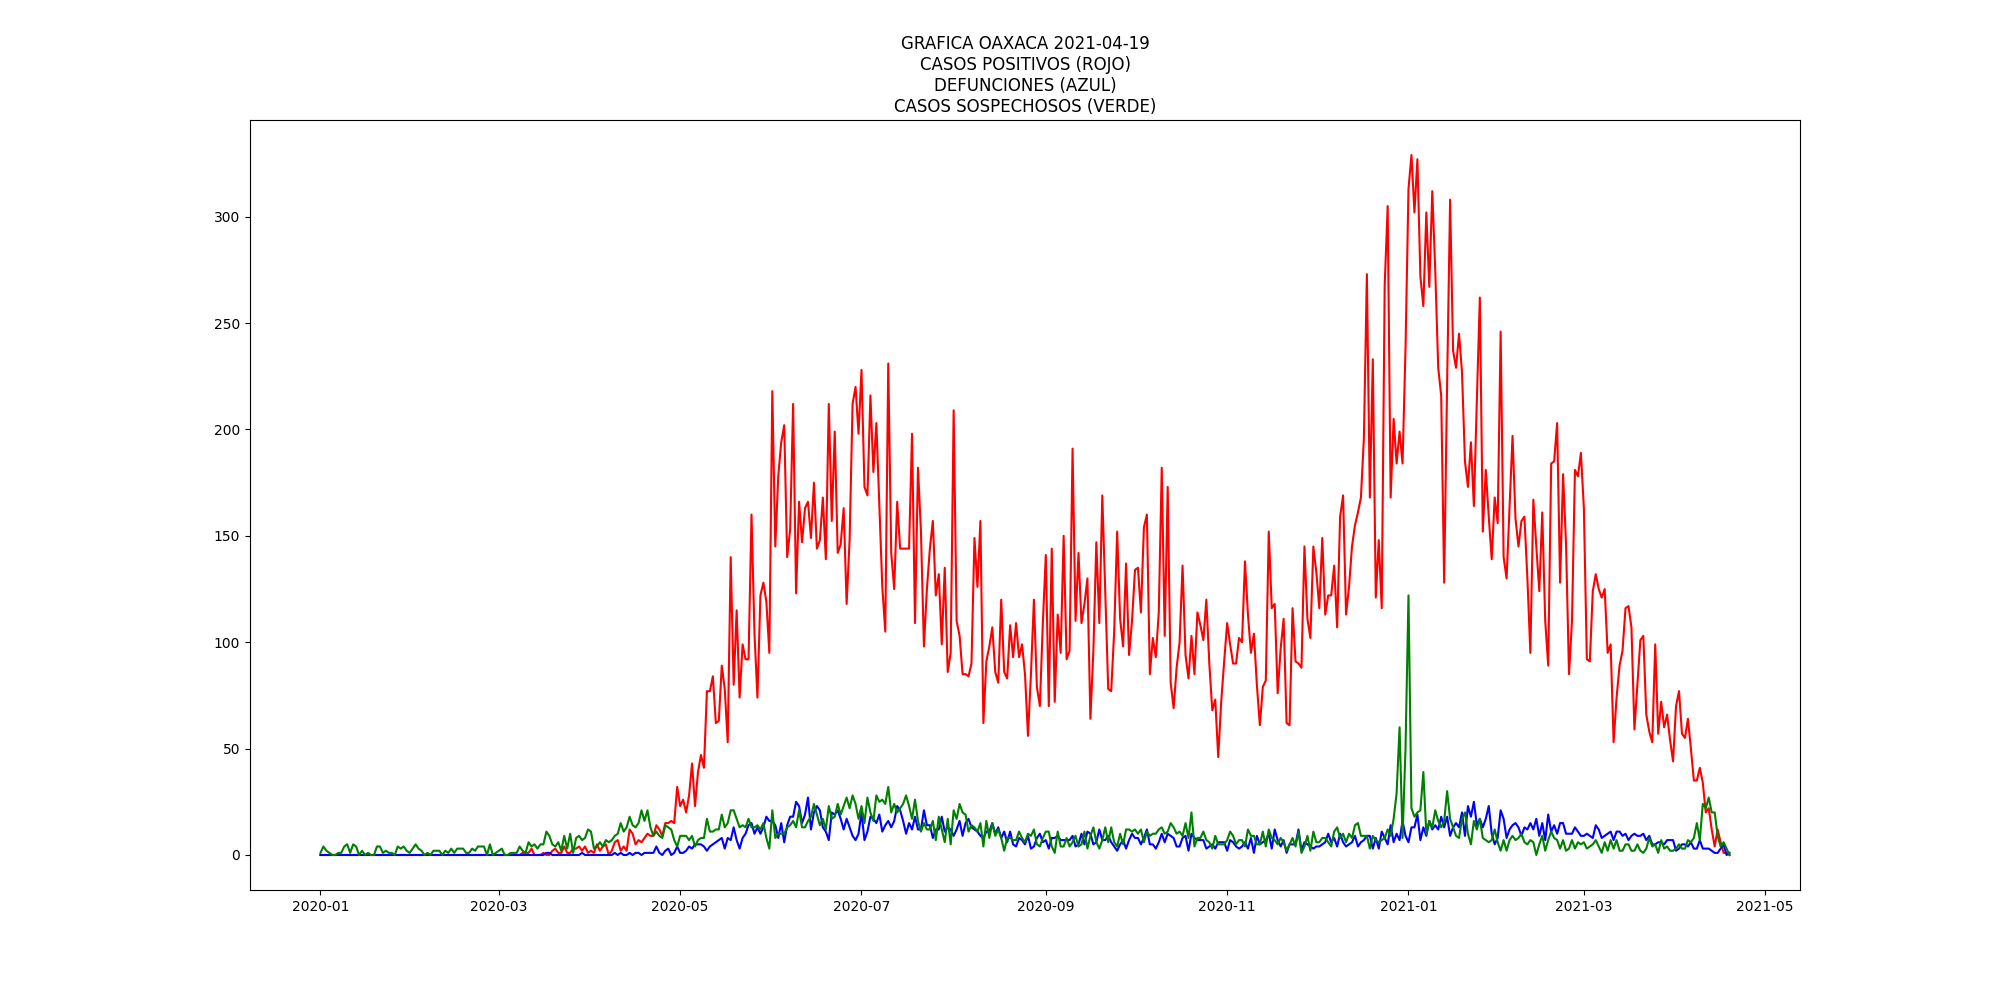 GRAFICA OAXACA 2021-04-19
CASOS POSITIVOS (ROJO)
DEFUNCIONES (AZUL)
CASOS SOSPECHOSOS (VERDE)
300
250
200
150
100
50
0
2020-01 2020-03 2020-05 2020-07 2020-09 2020-11 2021-01 2021-03 2021-05